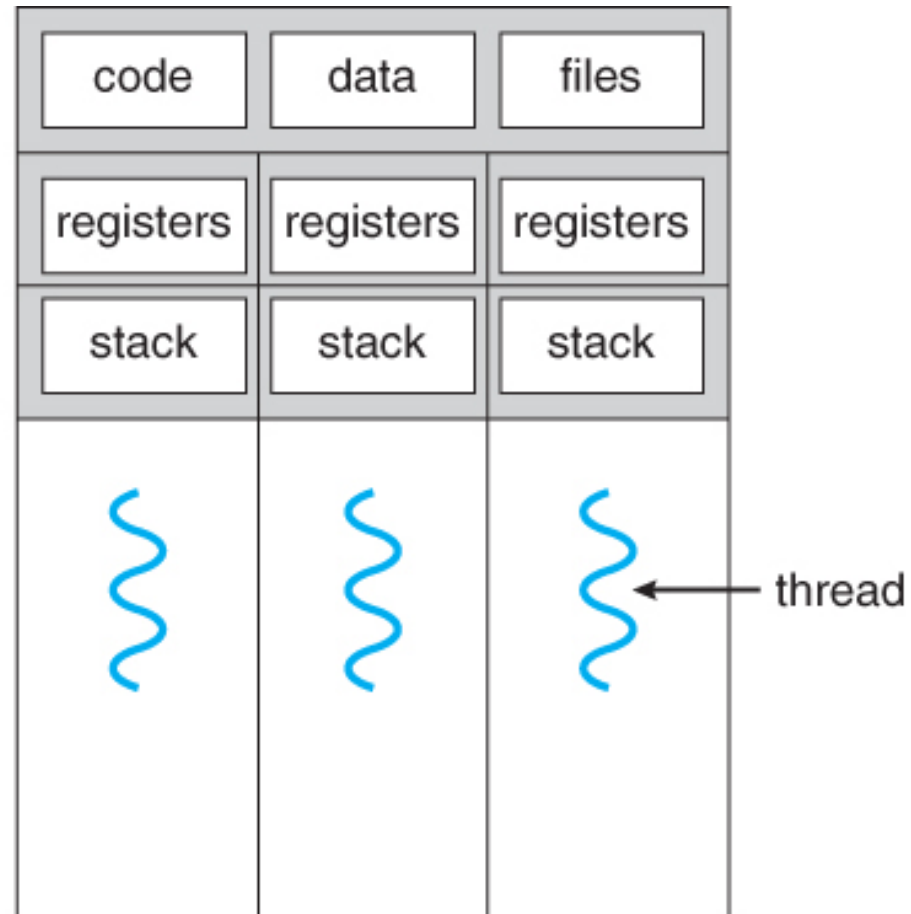 code data files
registers registers registers
stack stack stack
thread